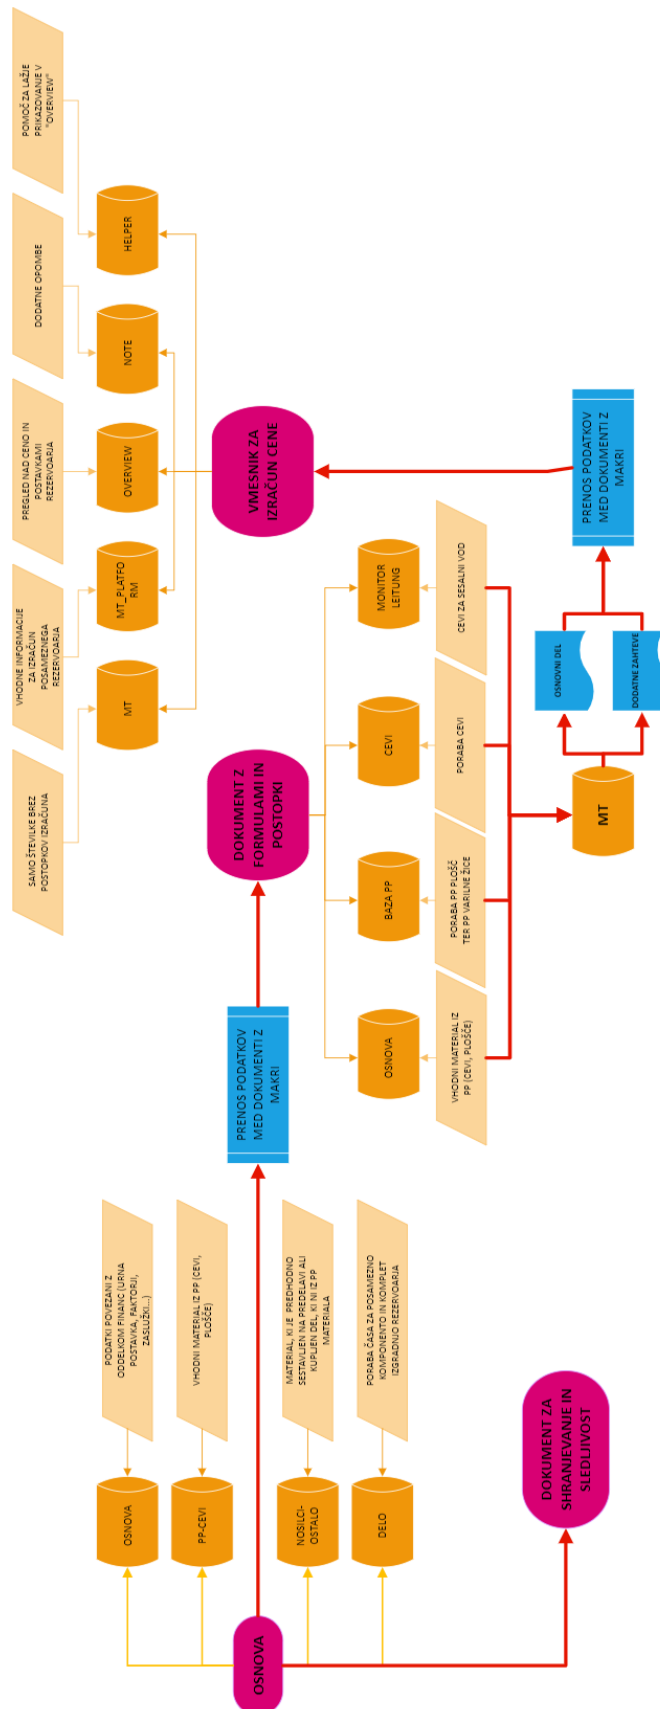 OSNOVA
OSNOVA
PP-CEVI
NOSILCI-
OSTALO
DELO
PODATKI POVEZANI Z
ODDELKOM FINANC (URNA
POSTAVKA, FAKTORJI,
ZASLUŽKI...)
VHODNI MATERIAL IZ PP (CEVI,
PLOŠČE)
MATERIAL, KI JE PREDHODNO
SESTAVLJEN NA PREDELAVI ALI
KUPLJEN DEL, KI NI IZ PP
MATERIALA
PORABA ČASA ZA POSAMEZNO
KOMPONENTO IN KOMPLET
IZGRADNJO REZERVOARJA
DOKUMENT ZA
SHRANJEVANJE IN
SLEDLJIVOST
PRENOS PODATKOV
MED DOKUMENTI Z
MAKRI
DOKUMENT Z
FORMULAMI IN
POSTOPKI
OSNOVA
BAZA PP
CEVI
MONITOR
LEITUNG
VHODNI MATERIAL IZ
PP (CEVI, PLOŠČE)
PORABA PP PLOŠČ
TER PP VARILNE ŽICE
PORABA CEVI
CEVI ZA SESALNI VOD
MT
OSNOVNI DEL
DODATNE ZAHTEVE
PRENOS PODATKOV
MED DOKUMENTI Z
MAKRI
VMESNIK ZA
IZRAČUN CENE
MT
MT_PLATFO
RM
OVERVIEW
NOTE
HELPER
SAMO ŠTEVILKE BREZ
POSTOPKOV IZRAČUNA
VHODNE INFORMACIJE
ZA IZRAČUN
POSAMEZNEGA
REZERVOARJA
PREGLED NAD CENO IN
POSTAVKAMI
REZERVOARJA
DODATNE OPOMBE
POMOČ ZA LAŽJE
PRIKAZOVANJE V
"OVERVIEW"